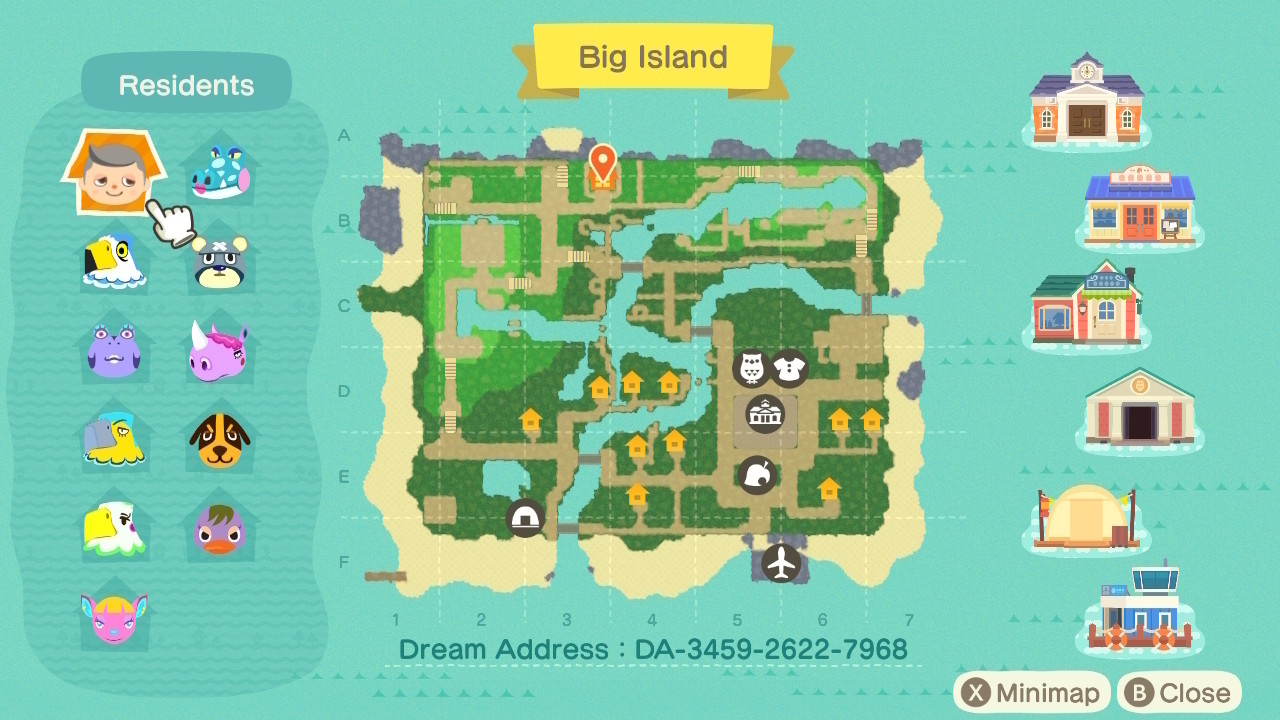 Big Island
Residents
A
B
C
D
E
F
1 2 3 4 5 6 7
Dream Address : DA-3459-2622-7968
X Minimap B Close